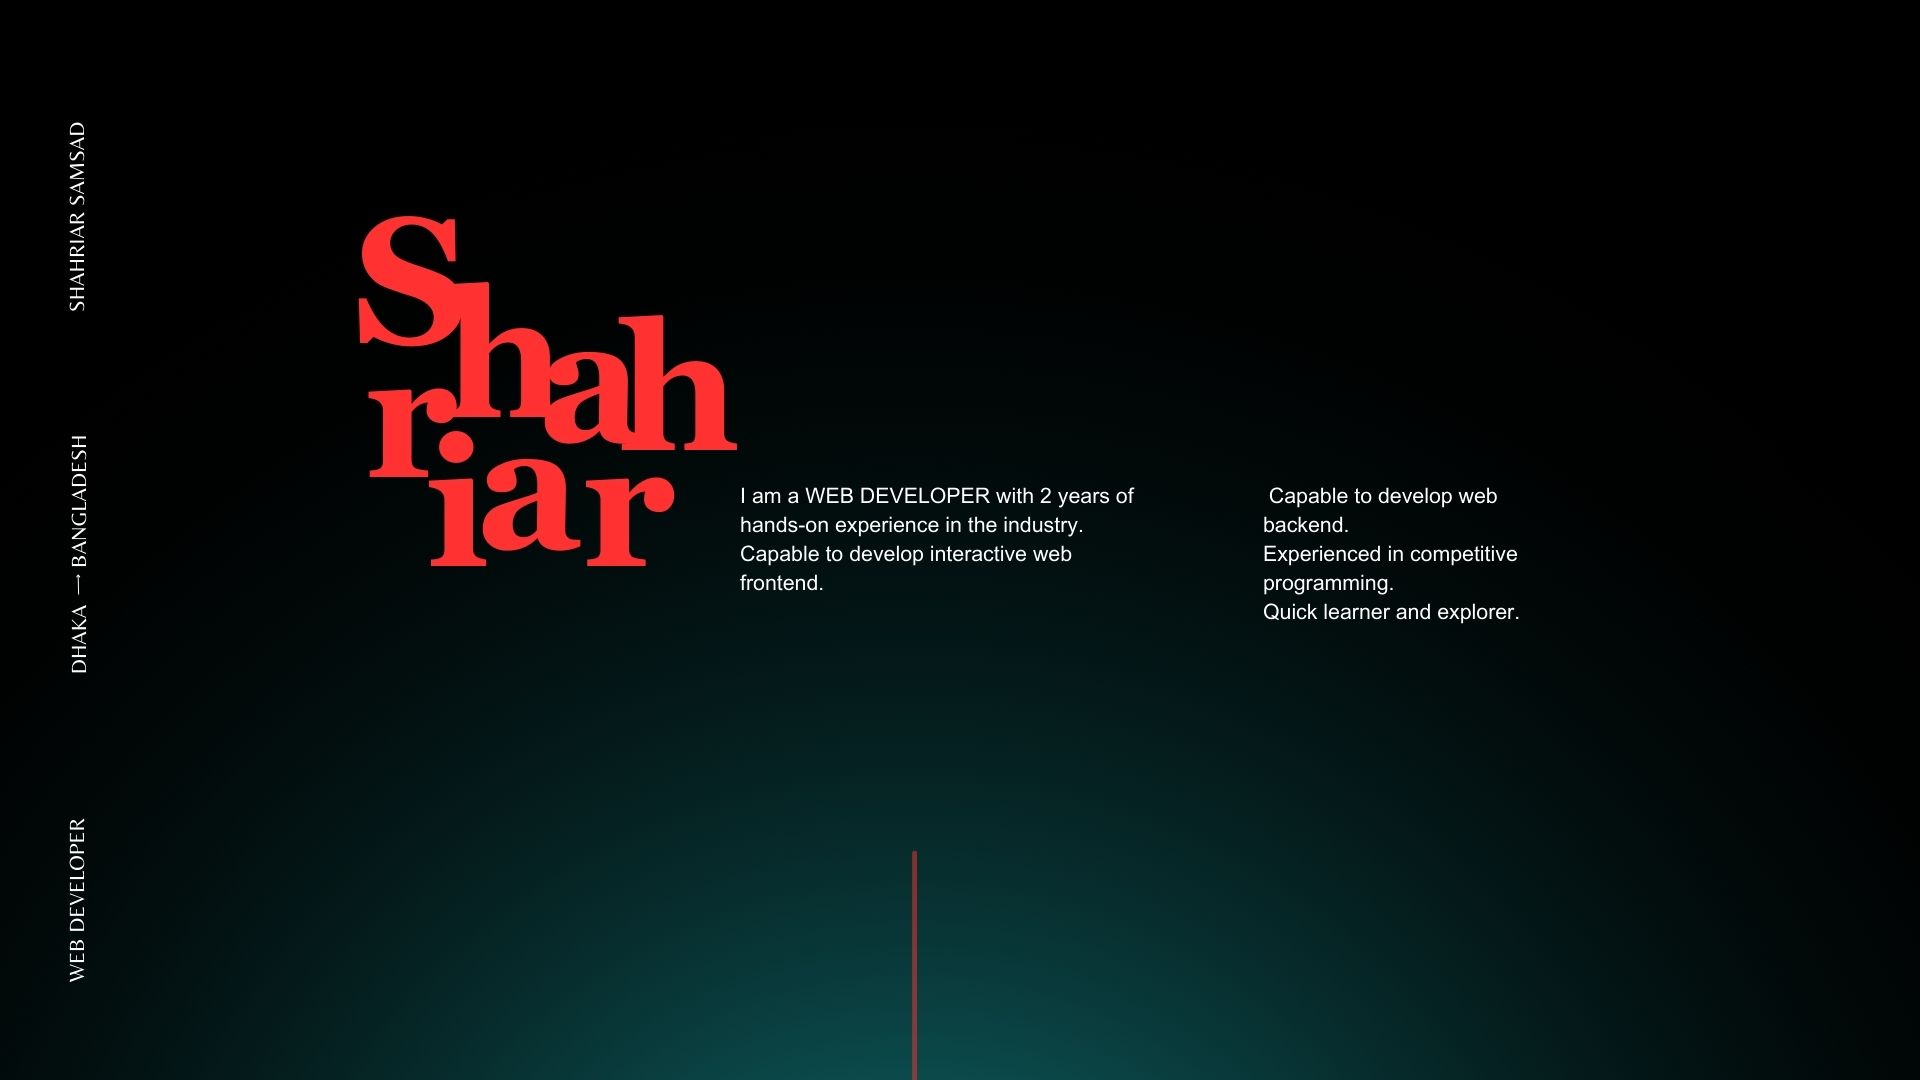 SHAHRIAR SAMSAD
DHAKA — BANGLADESH
WEB DEVELOPER
Shah
riar
I am a WEB DEVELOPER with 2 years of
hands-on experience in the industry.
Capable to develop interactive web
frontend.
Capable to develop web
backend.
Experienced in competitive
programming.
Quick learner and explorer.